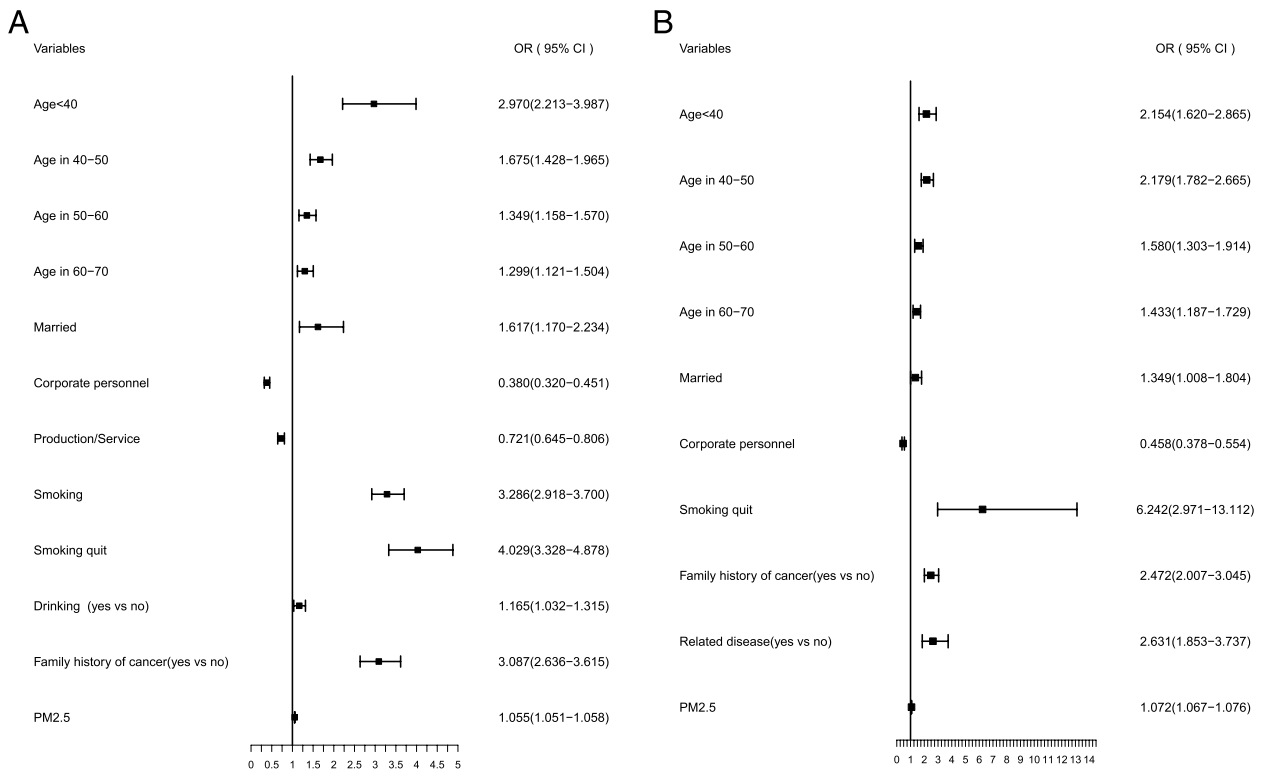 A
Variables OR ( 95% CI )
Age<40 2.970(2.213−3.987)
Age in 40−50 1.675(1.428−1.965)
Age in 50−60 1.349(1.158−1.570)
Age in 60−70 1.299(1.121−1.504)
Married 1.617(1.170−2.234)
Corporate personnel 0.380(0.320−0.451)
Production/Service 0.721(0.645−0.806)
Smoking 3.286(2.918−3.700)
Smoking quit 4.029(3.328−4.878)
Drinking (yes vs no) 1.165(1.032−1.315)
Family history of cancer(yes vs no) 3.087(2.636−3.615)
PM2.5 1.055(1.051−1.058)
0 0.5 1 1.5 2 2.5 3 3.5 4 4.5 5
B
Variables OR ( 95% CI )
Age<40 2.154(1.620−2.865)
Age in 40−50 2.179(1.782−2.665)
Age in 50−60 1.580(1.303−1.914)
Age in 60−70 1.433(1.187−1.729)
Married 1.349(1.008−1.804)
Corporate personnel 0.458(0.378−0.554)
Smoking quit 6.242(2.971−13.112)
Family history of cancer(yes vs no) 2.472(2.007−3.045)
Related disease(yes vs no) 2.631(1.853−3.737)
PM2.5 1.072(1.067−1.076)
0 1 2 3 4 5 6 7 8 9 10 11 12 13 14